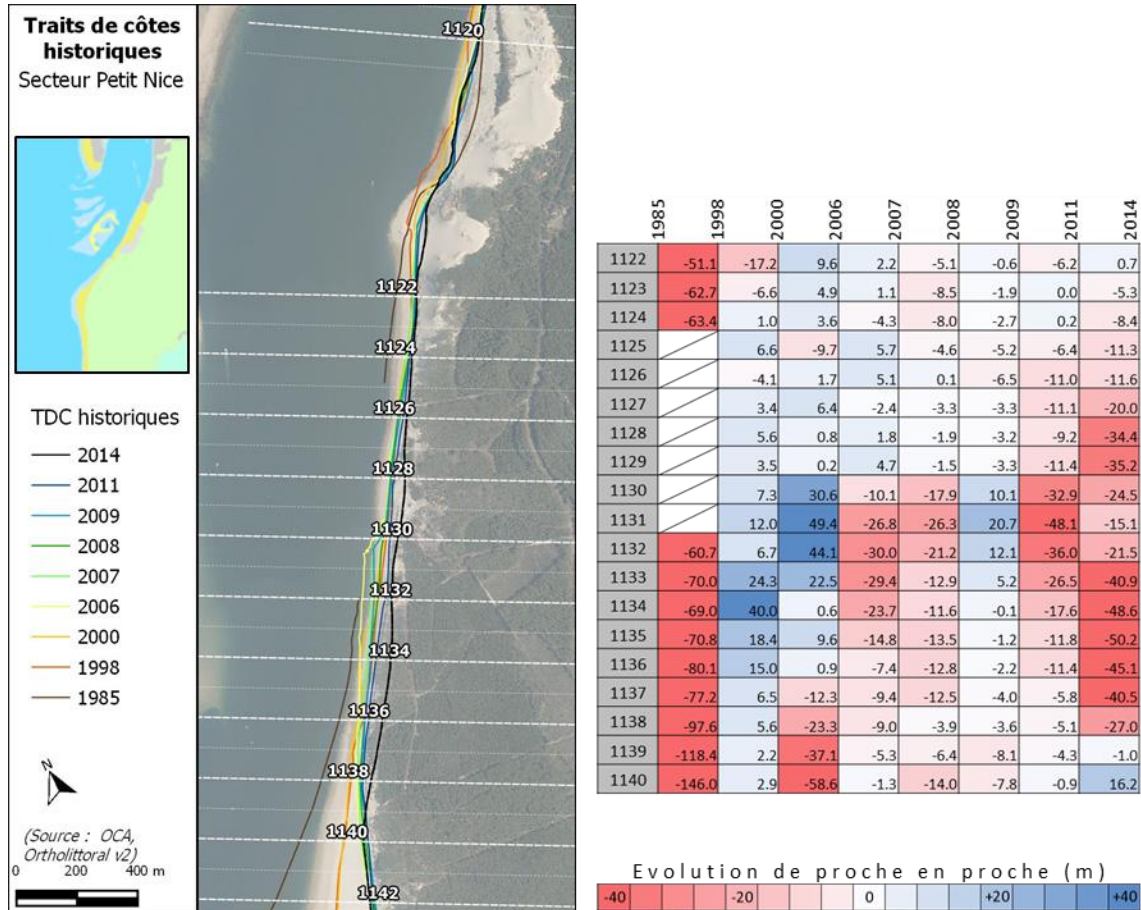 Traits de côtes
historiques
Secteur Petit Nice
TDC historiques
2014
2011
2009
2008
2007
2006
2000
1998
1985
N
(Source : OCA,
Ortholittoral v2)
0 200 400 m
1120
1122
1124
1126
1128
1130
1132
1134
1136
1138
1140
1142
1985 1998 2000 2006 2007 2008 2009 2011 2014
1122 -51.1 -17.2 9.6 2.2 -5.1 -0.6 -6.2 0.7
1123 -62.7 -6.6 4.9 1.1 -8.5 -1.9 0.0 -5.3
1124 -63.4 1.0 3.6 -4.3 -8.0 -2.7 0.2 -8.4
1125 6.6 -9.7 5.7 -4.6 -5.2 -6.4 -11.3
1126 -4.1 1.7 5.1 0.1 -6.5 -11.0 -11.6
1127 3.4 6.4 -2.4 -3.3 -3.3 -11.1 -20.0
1128 5.6 0.8 1.8 -1.9 -3.2 -9.2 -34.4
1129 3.5 0.2 4.7 -1.5 -3.3 -11.4 -35.2
1130 7.3 30.6 -10.1 -17.9 10.1 -32.9 -24.5
1131 12.0 49.4 -26.8 -26.3 20.7 -48.1 -15.1
1132 -60.7 6.7 44.1 -30.0 -21.2 12.1 -36.0 -21.5
1133 -70.0 24.3 22.5 -29.4 -12.9 5.2 -26.5 -40.9
1134 -69.0 40.0 0.6 -23.7 -11.6 -0.1 -17.6 -48.6
1135 -70.8 18.4 9.6 -14.8 -13.5 -1.2 -11.8 -50.2
1136 -80.1 15.0 0.9 -7.4 -12.8 -2.2 -11.4 -45.1
1137 -77.2 6.5 -12.3 -9.4 -12.5 -4.0 -5.8 -40.5
1138 -97.6 5.6 -23.3 -9.0 -3.9 -3.6 -5.1 -27.0
1139 -118.4 2.2 -37.1 -5.3 -6.4 -8.1 -4.3 -1.0
1140 -146.0 2.9 -58.6 -1.3 -14.0 -7.8 -0.9 16.2
Evolution de proche en proche (m)
-40 -20 0 +20 +40